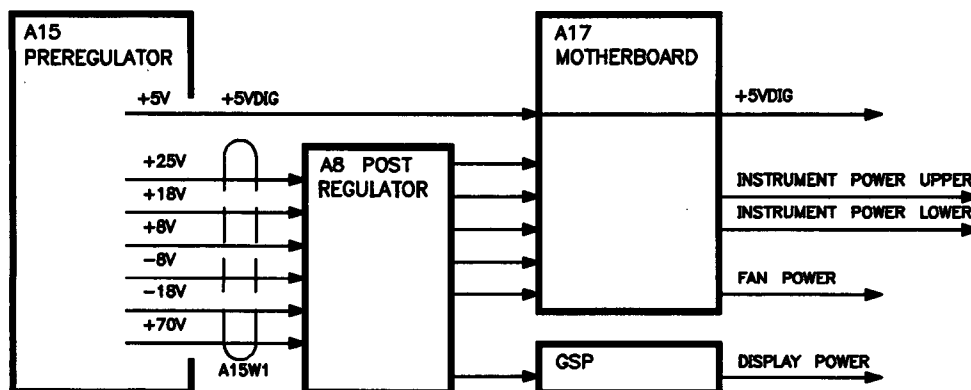 A15
PREREGULATOR
+5V
+5VDIG
+25V
+18V
+8V
-8V
-18V
+70V
A15W1
A8 POST
REGULATOR
A17
MOTHERBOARD
+5VDIG
INSTRUMENT POWER UPPER
INSTRUMENT POWER LOWER
FAN POWER
GSP
DISPLAY POWER